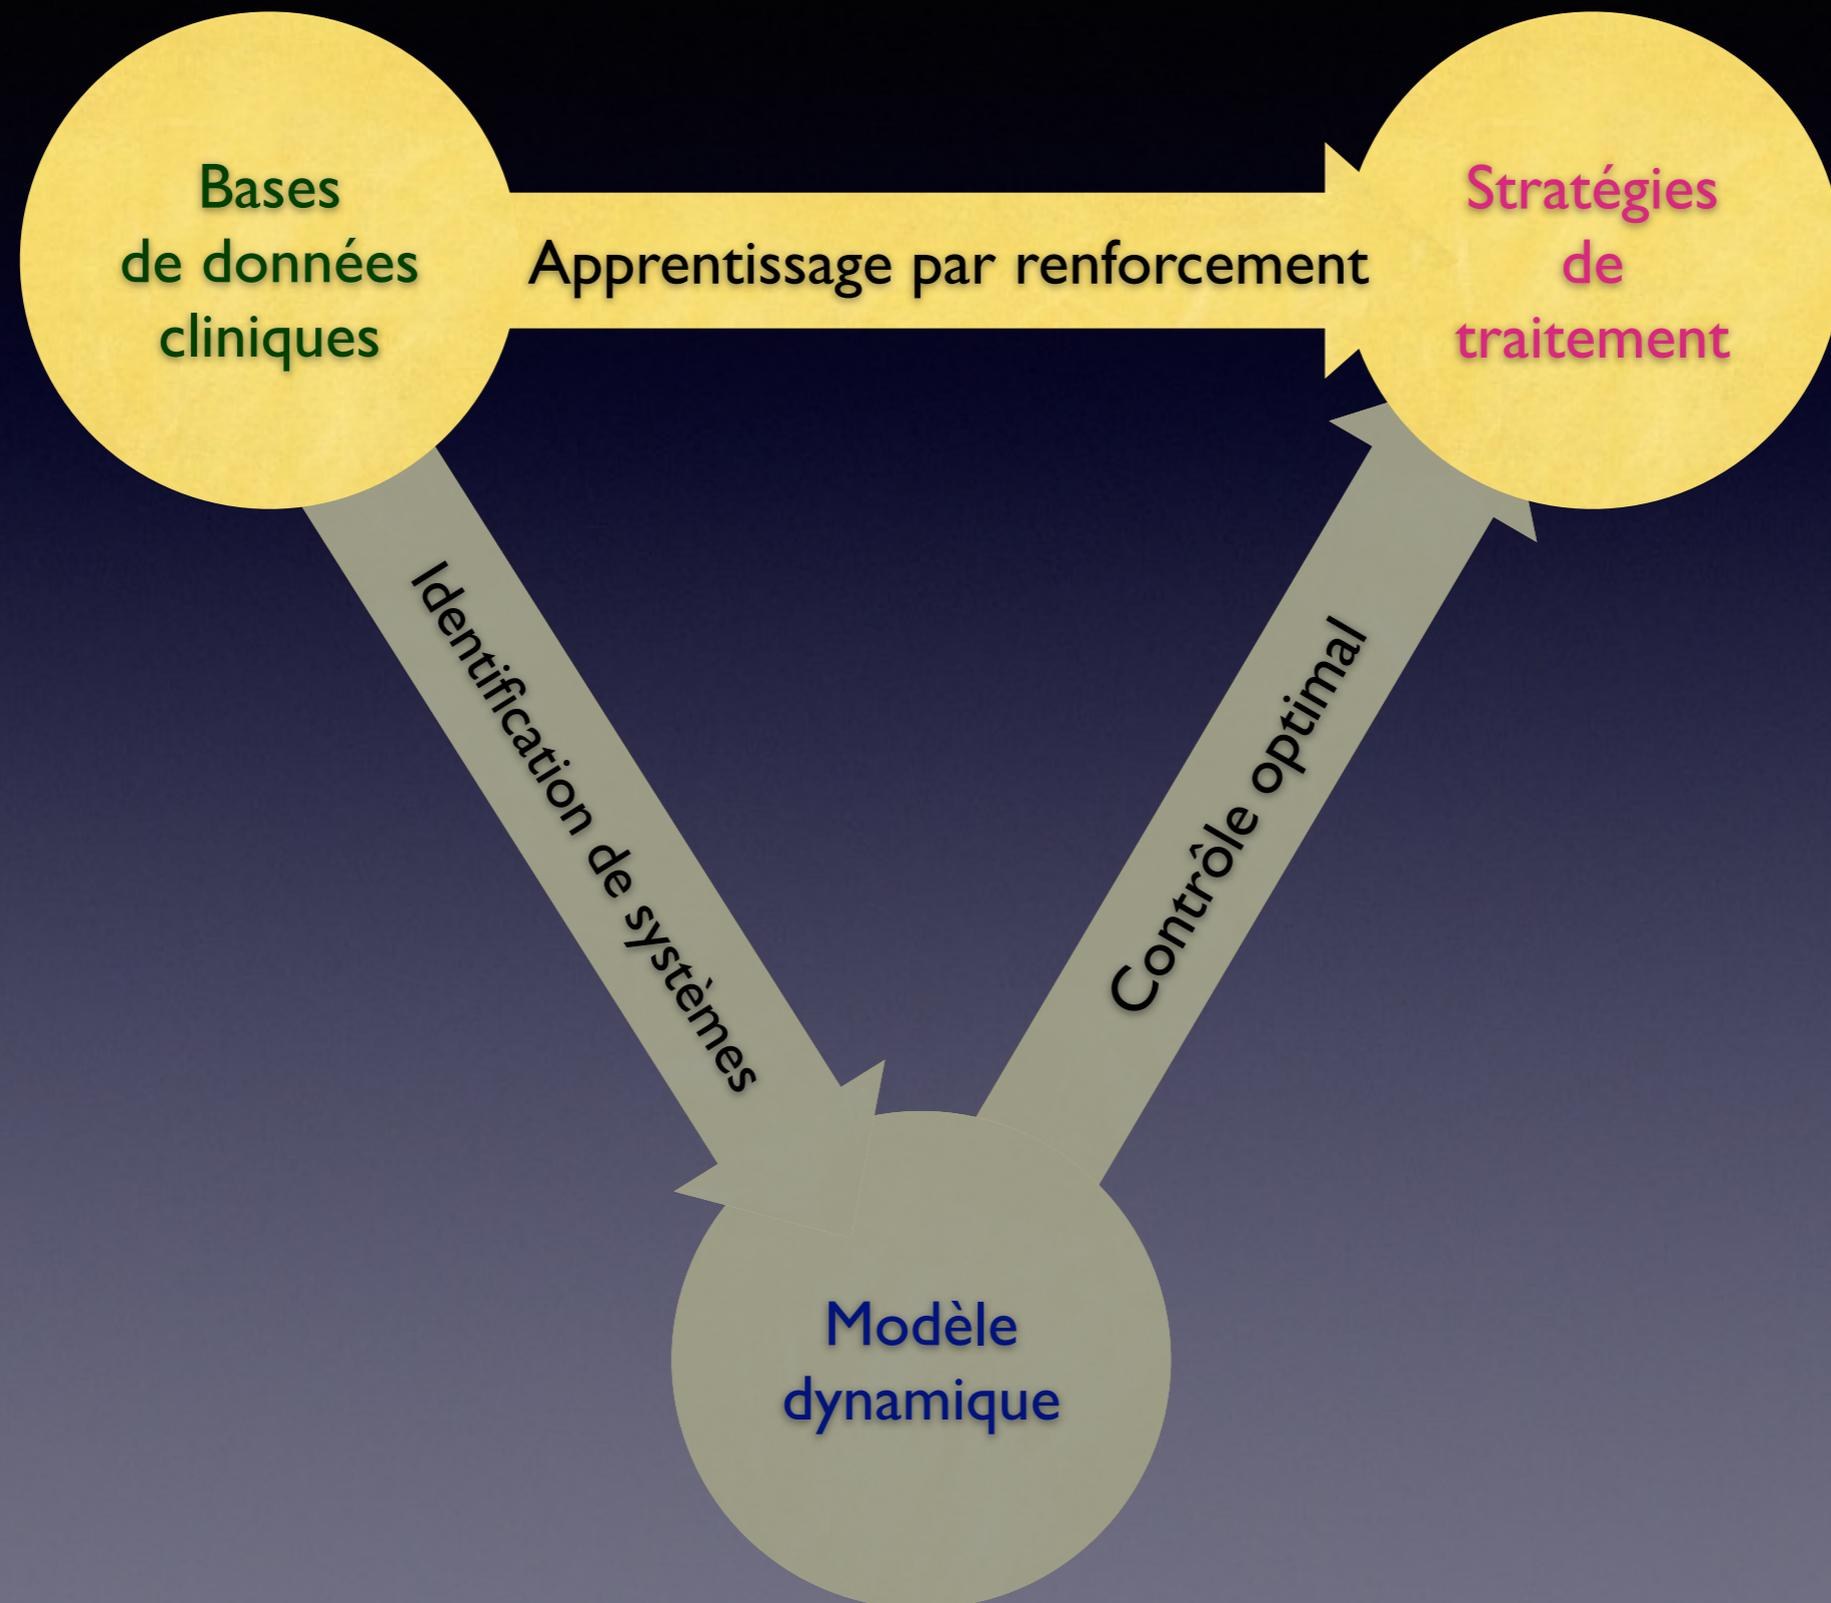 Bases
de données
cliniques
Apprentissage par renforcement
Stratégies
de
traitement
Identification de systèmes
Contrôle optimal
Modèle
dynamique